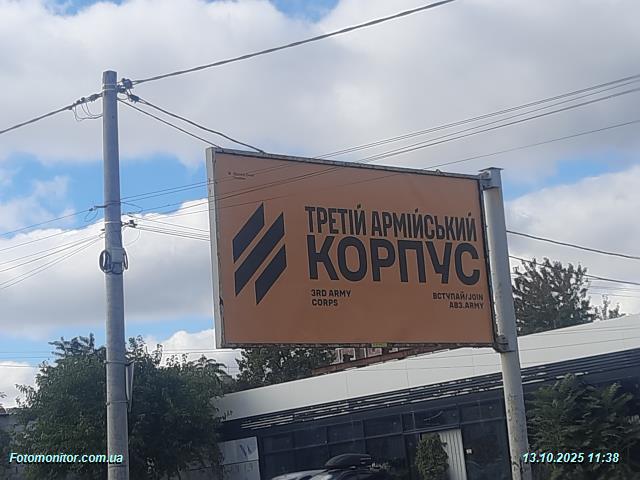 ТРЕТІЙ АРМІЙСЬКИЙ
КОРПУС
3RD ARMY
CORPS
ВСТУПАЙ/JOIN
AB3.ARMY
Fotomonitor.com.ua
13.10.2025 11:38